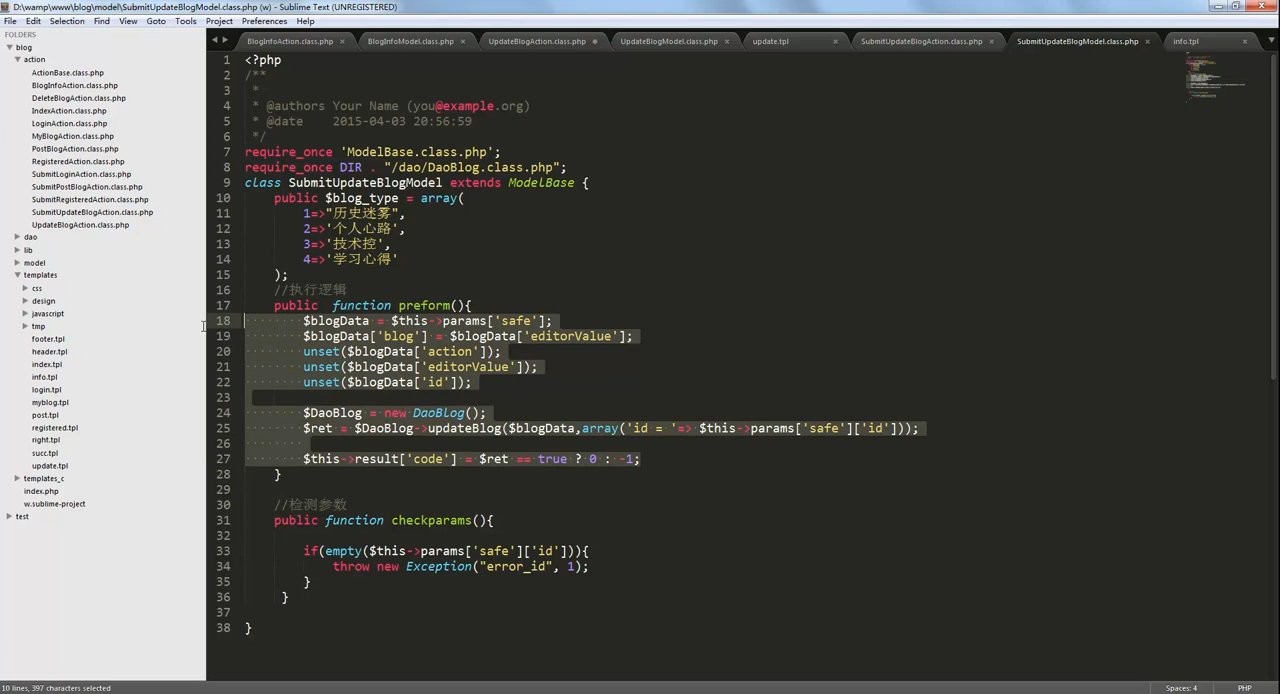 D:\wamp\www\blog\model\SubmitUpdateBlogModel.class.php (w) - Sublime Text (UNREGISTERED)
File Edit Selection Find View Goto Tools Project Preferences Help
FOLDERS
blog
action
ActionBase.class.php
BlogInfoAction.class.php
DeleteBlogAction.class.php
IndexAction.class.php
LoginAction.class.php
MyBlogAction.class.php
PostBlogAction.class.php
RegisteredAction.class.php
SubmitLoginAction.class.php
SubmitPostBlogAction.class.php
SubmitRegisteredAction.class.php
SubmitUpdateBlogAction.class.php
UpdateBlogAction.class.php
dao
lib
model
templates
css
design
javascript
tmp
footer.tpl
header.tpl
index.tpl
info.tpl
login.tpl
myblog.tpl
post.tpl
registered.tpl
right.tpl
succ.tpl
update.tpl
templates_c
index.php
w.sublime-project
test
BlogInfoAction.class.php BlogInfoModel.class.php UpdateBlogAction.class.php UpdateBlogModel.class.php update.tpl SubmitUpdateBlogAction.class.php SubmitUpdateBlogModel.class.php info.tpl
1 <?php
2 /**
3 *
4 * @authors Your Name (you@example.org)
5 * @date    2015-04-03 20:56:59
6 */
7 require_once 'ModelBase.class.php';
8 require_once DIR . "/dao/DaoBlog.class.php";
9 class SubmitUpdateBlogModel extends ModelBase {
10 public $blog_type = array(
11 1=>"历史迷雾",
12 2=>'个人心路',
13 3=>'技术控',
14 4=>'学习心得'
15 );
16 //执行逻辑
17 public  function preform(){
18 $blogData = $this->params['safe'];
19 $blogData['blog'] = $blogData['editorValue'];
20 unset($blogData['action']);
21 unset($blogData['editorValue']);
22 unset($blogData['id']);
23
24 $DaoBlog = new DaoBlog();
25 $ret = $DaoBlog->updateBlog($blogData,array('id = '=> $this->params['safe']['id']));
26
27 $this->result['code'] = $ret == true ? 0 : -1;
28 }
29
30 //检测参数
31 public function checkparams(){
32
33 if(empty($this->params['safe']['id'])){
34 throw new Exception("error_id", 1);
35 }
36 }
37
38 }
10 lines, 397 characters selected
Spaces: 4 PHP